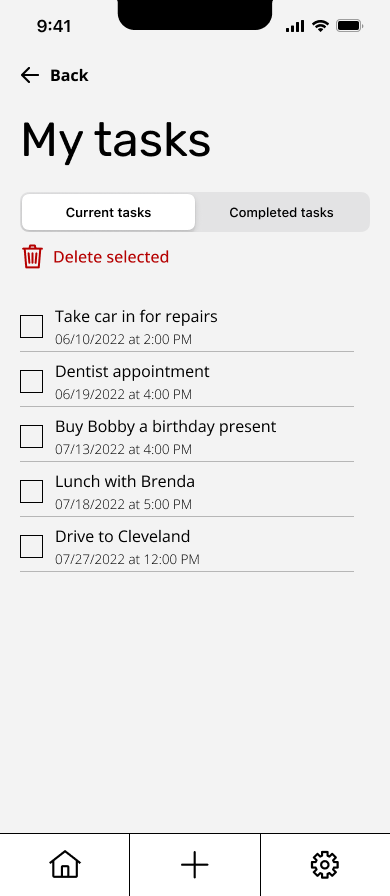 9:41
Back
My tasks
Current tasks
Completed tasks
Delete selected
Take car in for repairs
06/10/2022 at 2:00 PM
Dentist appointment
06/19/2022 at 4:00 PM
Buy Bobby a birthday present
07/13/2022 at 4:00 PM
Lunch with Brenda
07/18/2022 at 5:00 PM
Drive to Cleveland
07/27/2022 at 12:00 PM